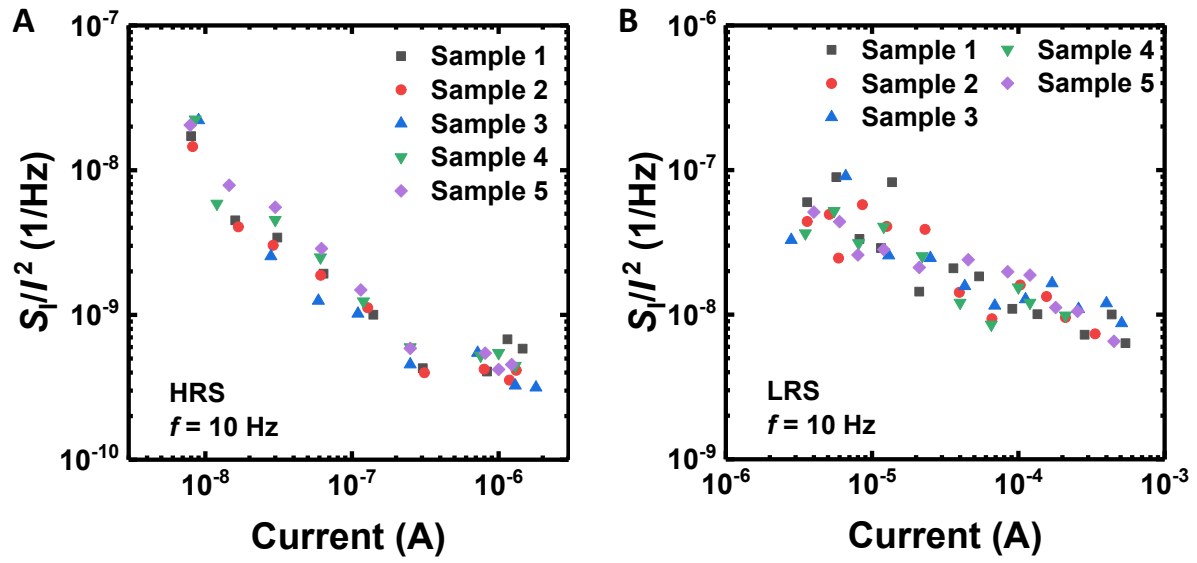 A
10⁻⁷
10⁻⁸
10⁻⁹
10⁻¹⁰
S_I/I ² (1/Hz)
Sample 1
Sample 2
Sample 3
Sample 4
Sample 5
HRS
f = 10 Hz
10⁻⁸
10⁻⁷
10⁻⁶
Current (A)
B
10⁻⁶
10⁻⁷
10⁻⁸
10⁻⁹
S_I/I ² (1/Hz)
Sample 1
Sample 2
Sample 3
Sample 4
Sample 5
LRS
f = 10 Hz
10⁻⁶
10⁻⁵
10⁻⁴
10⁻³
Current (A)